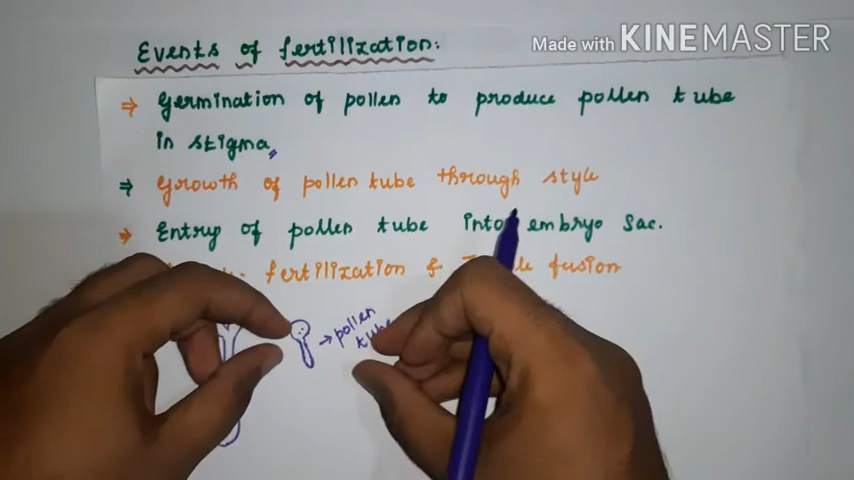 Made with KINEMASTER
Events of fertilization:
⇒ Germination of pollen to produce pollen tube
in stigma,
⇒ Growth of pollen tube through style
⇒ Entry of pollen tube into embryo sac.
fertilization & fusion
→ pollen
tube